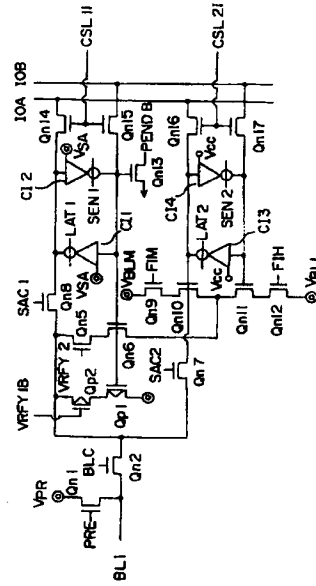 IOA IOB
CSL 11
Qn14
Qn15
VSA
CI2
SEN 1
PEND B
Qn13
LAT 1
CI1
VSA
SAC 1
Qn8
VRFY 2
Qn5
Qn6
VRFY 1B
Qp2
Qp1
SAC2
Qn7
VPR
Qn1
PRE
BLC
Qn2
BL1
VBLM
FIM
Qn9
Qn10
Qn11
Qn12
FIH
Vcc
CI3
LAT 2
CI4
SEN 2
Vcc
Qn16
Qn17
CSL 21